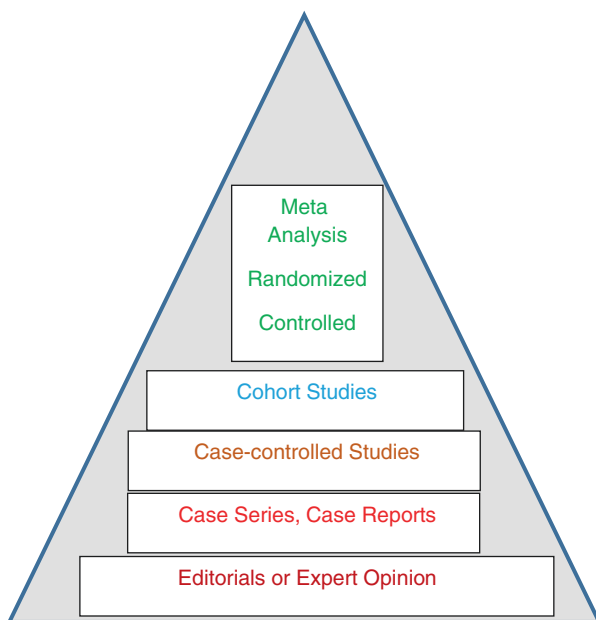 Meta
Analysis
Randomized
Controlled
Cohort Studies
Case-controlled Studies
Case Series, Case Reports
Editorials or Expert Opinion